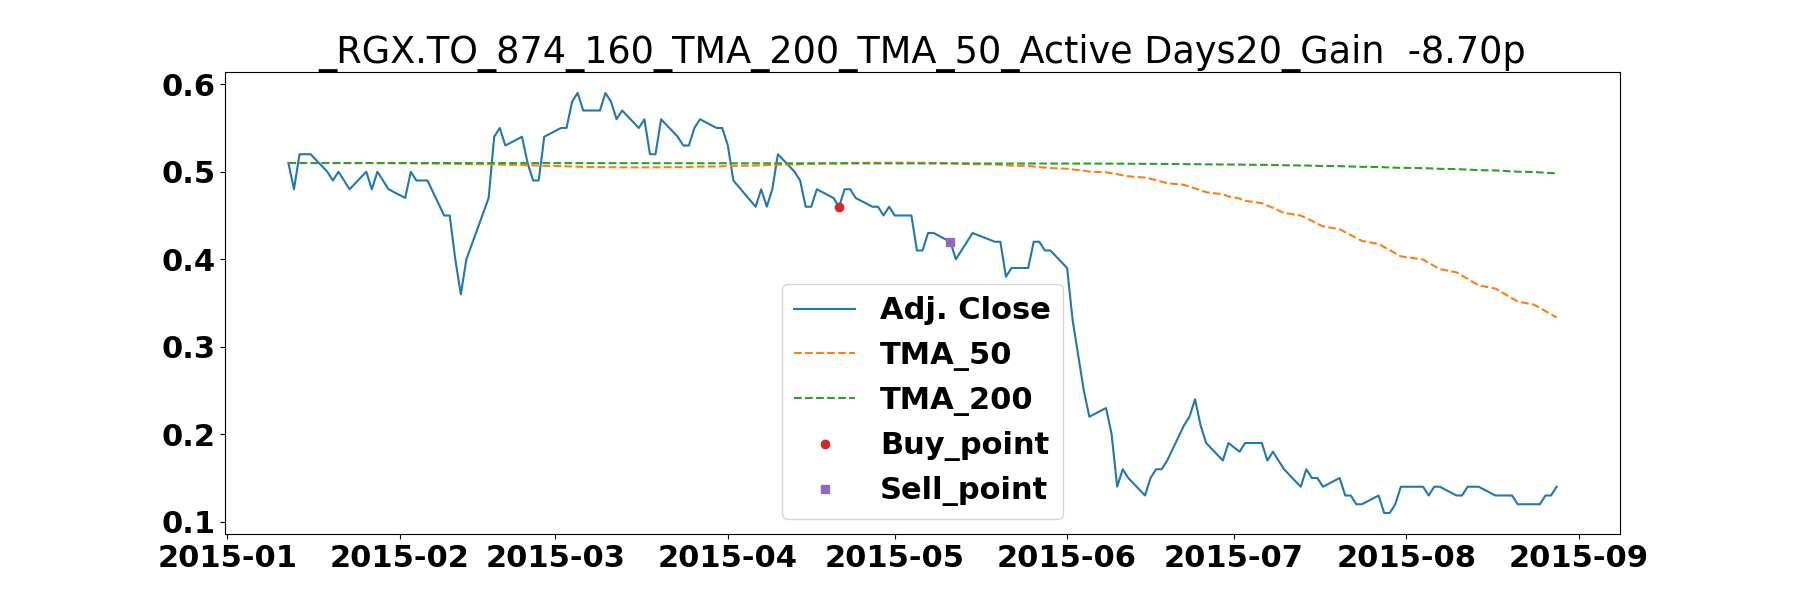 _RGX.TO_874_160_TMA_200_TMA_50_Active Days20_Gain  -8.70p
0.6
0.5
0.4
0.3
0.2
0.1
Adj. Close
TMA_50
TMA_200
Buy_point
Sell_point
2015-01 2015-02 2015-03 2015-04 2015-05 2015-06 2015-07 2015-08 2015-09